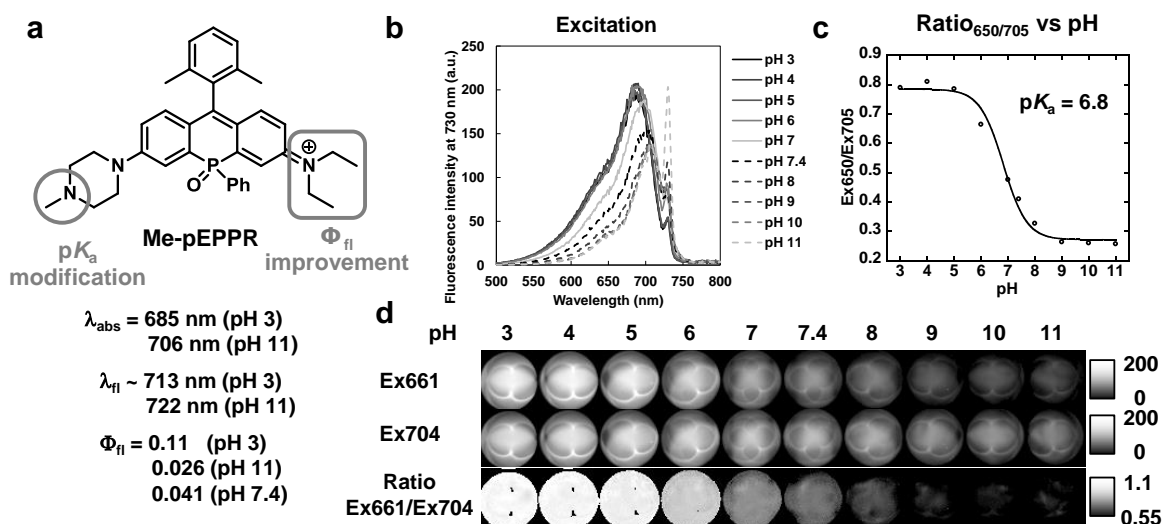 a
N
N
N
⊕
P
O
Ph
Me-pEPPR
pKa
modification
Φfl
improvement
λabs = 685 nm (pH 3)
706 nm (pH 11)
λfl ~ 713 nm (pH 3)
722 nm (pH 11)
Φfl = 0.11 (pH 3)
0.026 (pH 11)
0.041 (pH 7.4)
b
Excitation
Fluorescence intensity at 730 nm (a.u.)
250
200
150
100
50
0
500 550 600 650 700 750 800
Wavelength (nm)
pH 3
pH 4
pH 5
pH 6
pH 7
pH 7.4
pH 8
pH 9
pH 10
pH 11
c
Ratio650/705 vs pH
Ex650/Ex705
0.9
0.8
0.7
0.6
0.5
0.4
0.3
0.2
pKa = 6.8
3 4 5 6 7 8 9 10 11
pH
d
pH 3 4 5 6 7 7.4 8 9 10 11
Ex661
200
0
Ex704
200
0
Ratio
Ex661/Ex704
1.1
0.55